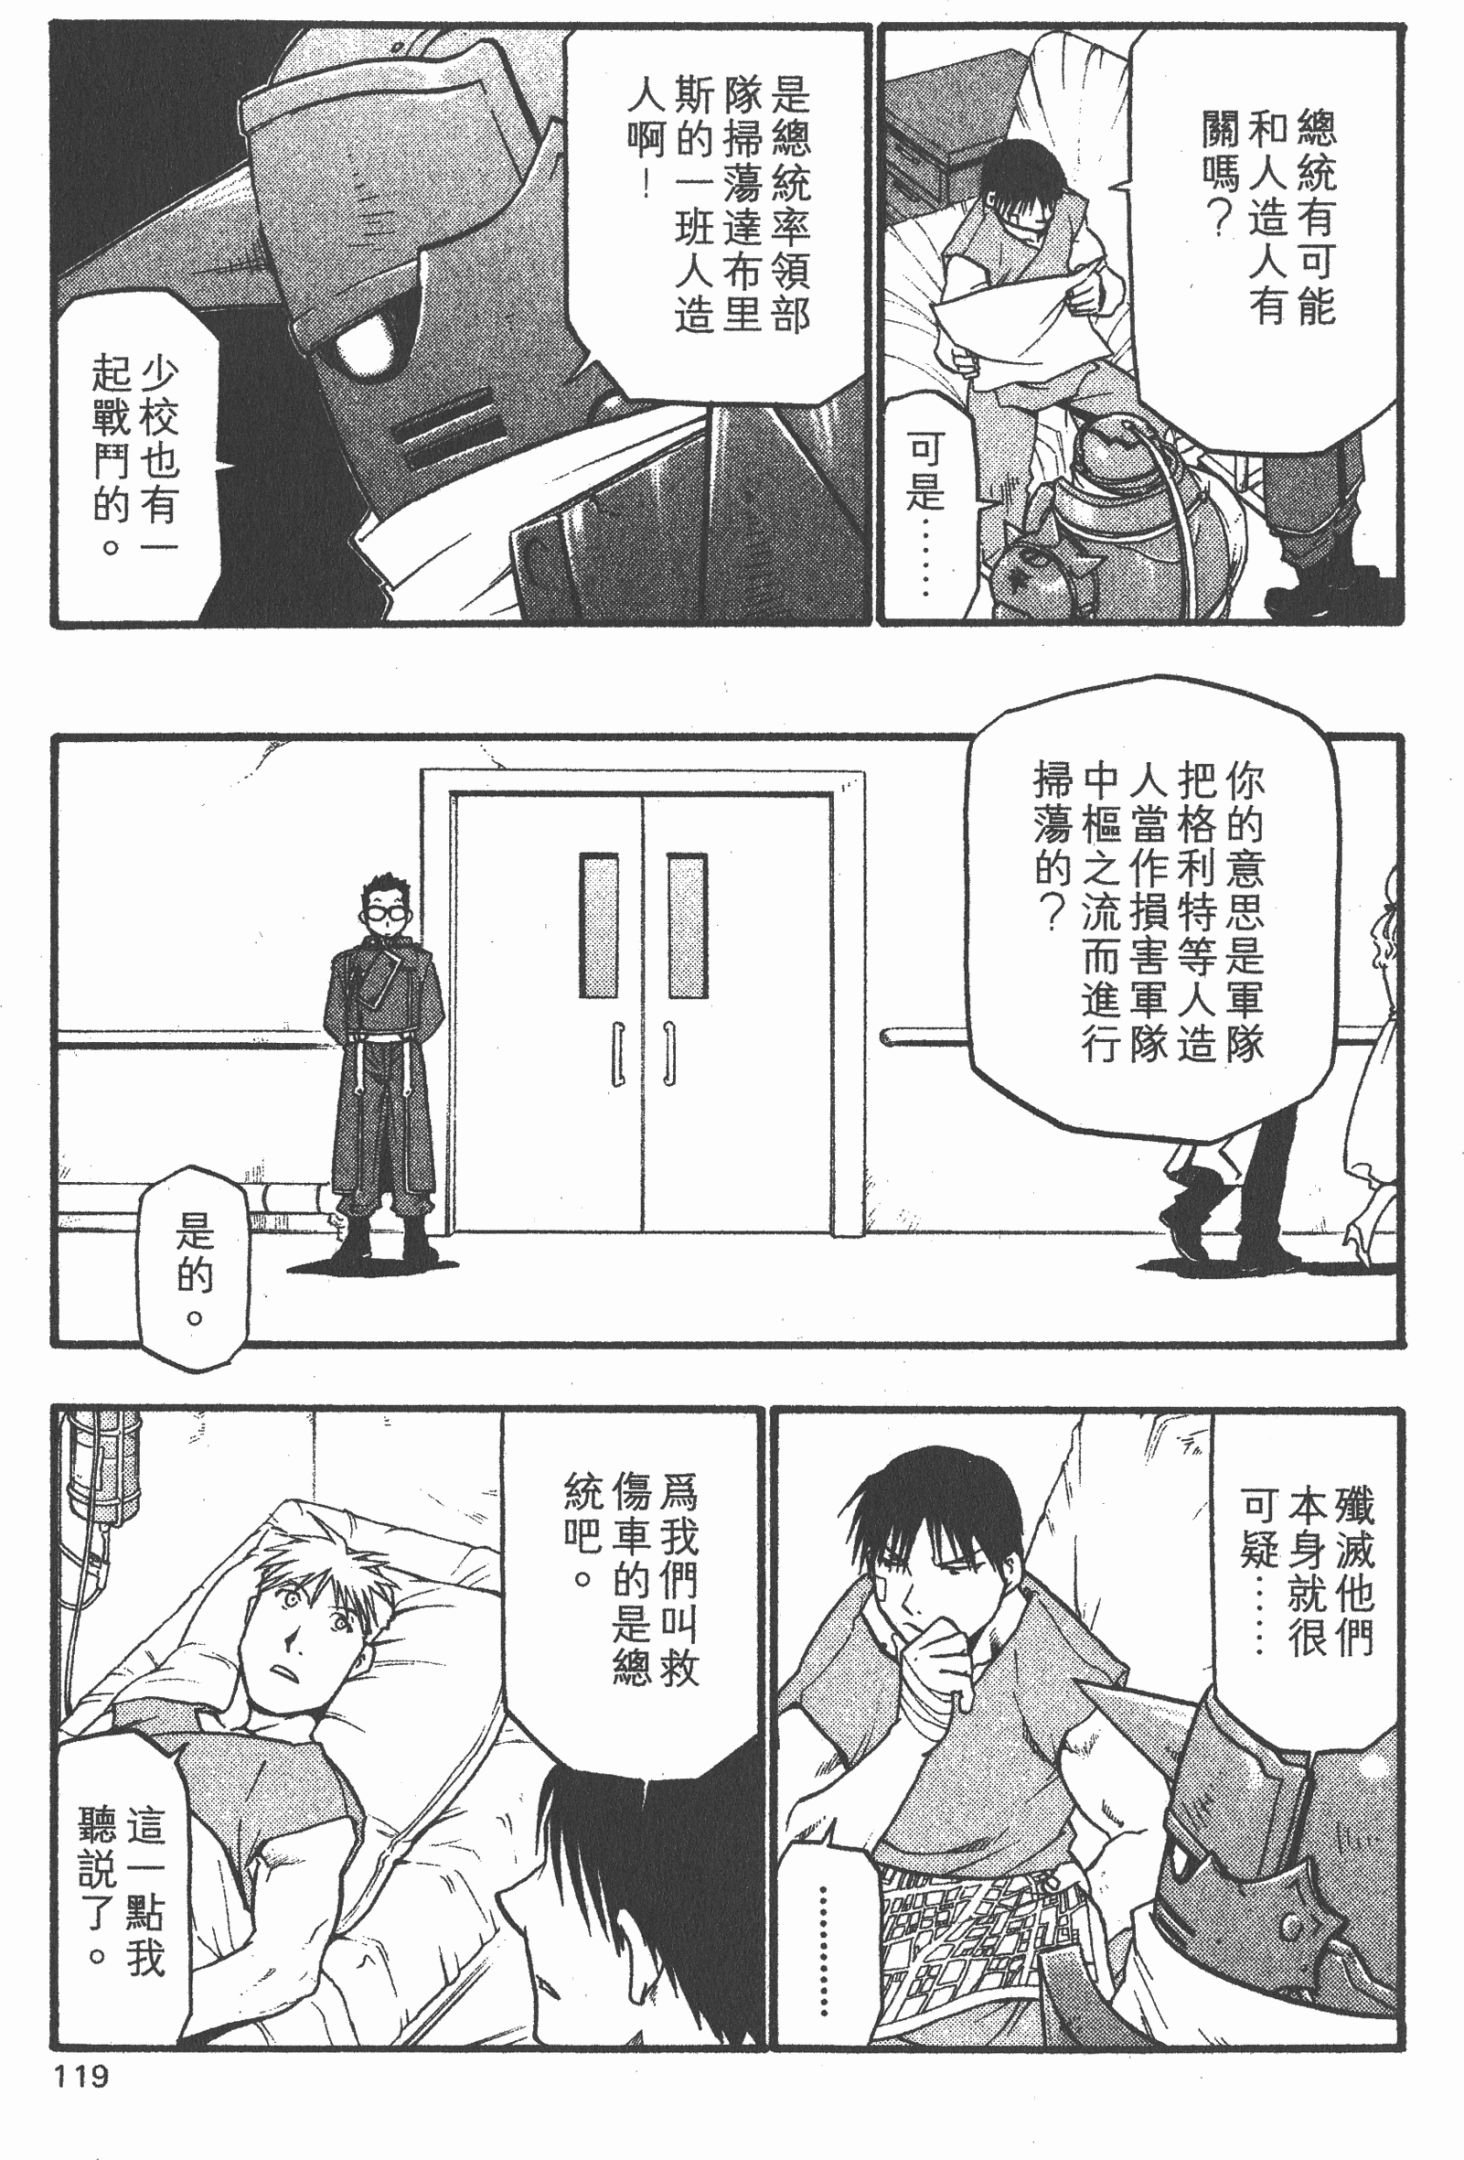 總統有可能
和人造人有
關嗎？
可是……
是總統率領部
隊掃蕩達布里
斯的一班人造
人啊！
少校也有一
起戰鬥的。
你的意思是軍隊
把格利特等人造
人當作損害軍隊
中樞之流而進行
掃蕩的？
是的。
殲滅他們
本身就很
可疑……
…………
爲我們叫救
傷車的是總
統吧。
這一點我
聽説了。
119